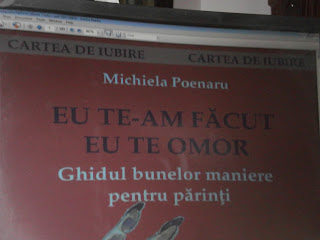 CARTEA DE IUBIRE CARTEA DE IUBIRE
Michiela Poenaru
EU TE-AM FĂCUT
EU TE OMOR
Ghidul bunelor maniere
pentru părinţi